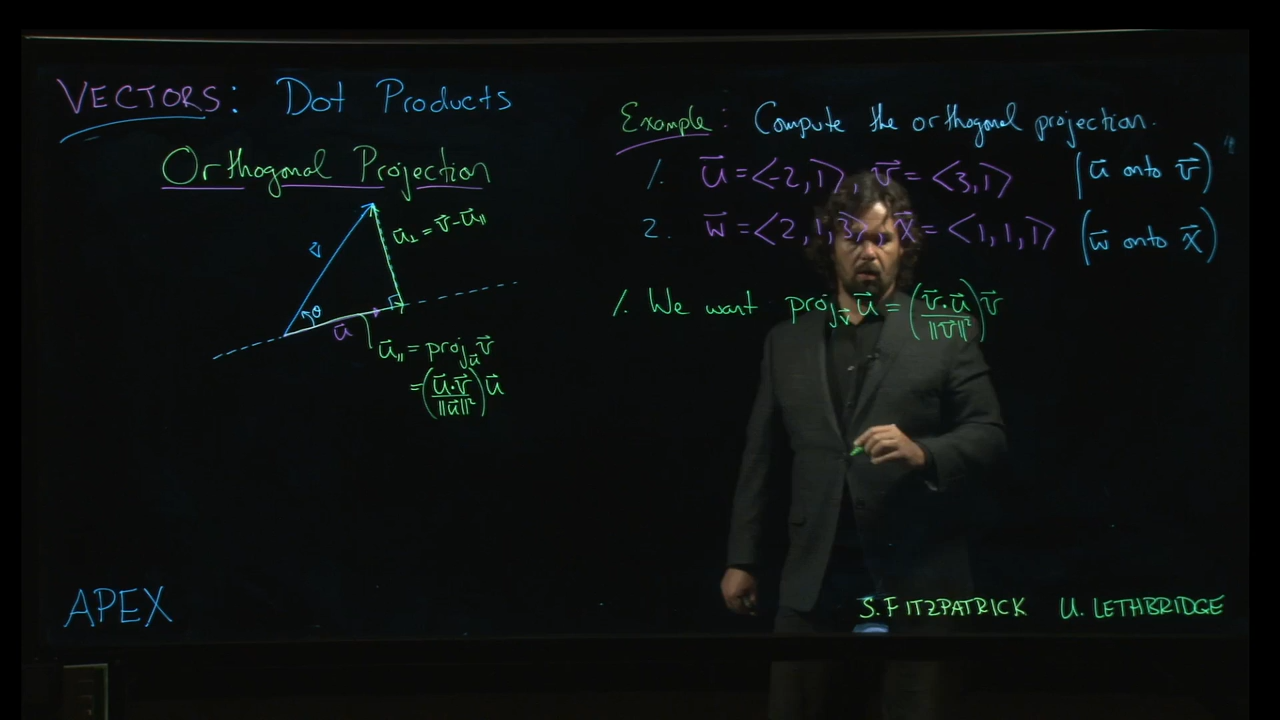 VECTORS: Dot Products
Orthogonal Projection
v⃗
u⃗⊥ = v⃗ - u⃗∥
θ
u⃗
u⃗∥ = proj_u⃗ v⃗
= (u⃗·v⃗ / ||u⃗||²) u⃗
APEX
Example: Compute the orthogonal projection.
1. u⃗ = <-2,1>, v⃗ = <3,1> (u⃗ onto v⃗)
2. w⃗ = <2,1,3>, x⃗ = <1,1,1> (w⃗ onto x⃗)
1. We want proj_v⃗ u⃗ = (v⃗·u⃗ / ||v⃗||²) v⃗
S. FITZPATRICK U. LETHBRIDGE